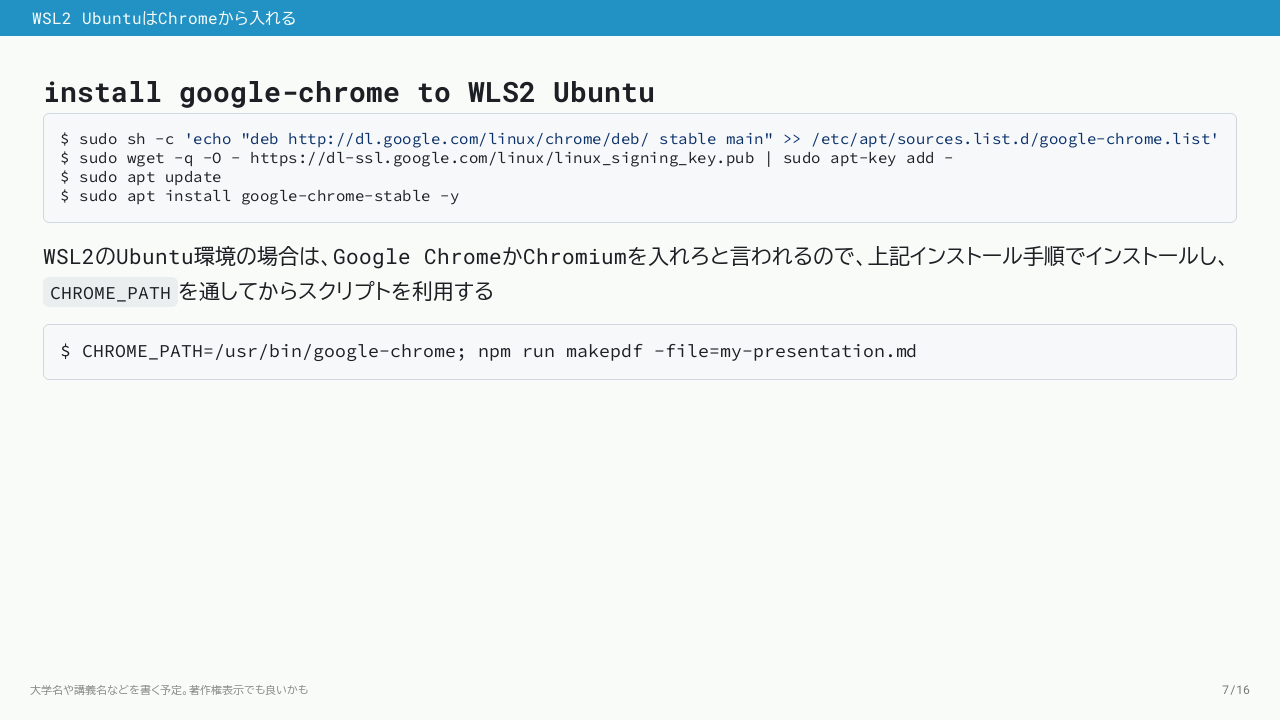 WSL2 UbuntuはChromeから入れる
install google-chrome to WLS2 Ubuntu
$ sudo sh -c 'echo "deb http://dl.google.com/linux/chrome/deb/ stable main" >> /etc/apt/sources.list.d/google-chrome.list'
$ sudo wget -q -O - https://dl-ssl.google.com/linux/linux_signing_key.pub | sudo apt-key add -
$ sudo apt update
$ sudo apt install google-chrome-stable -y
WSL2のUbuntu環境の場合は、Google ChromeかChromiumを入れろと言われるので、上記インストール手順でインストールし、
CHROME_PATHを通してからスクリプトを利用する
$ CHROME_PATH=/usr/bin/google-chrome; npm run makepdf -file=my-presentation.md
大学名や講義名などを書く予定。著作権表示でも良いかも
7/16